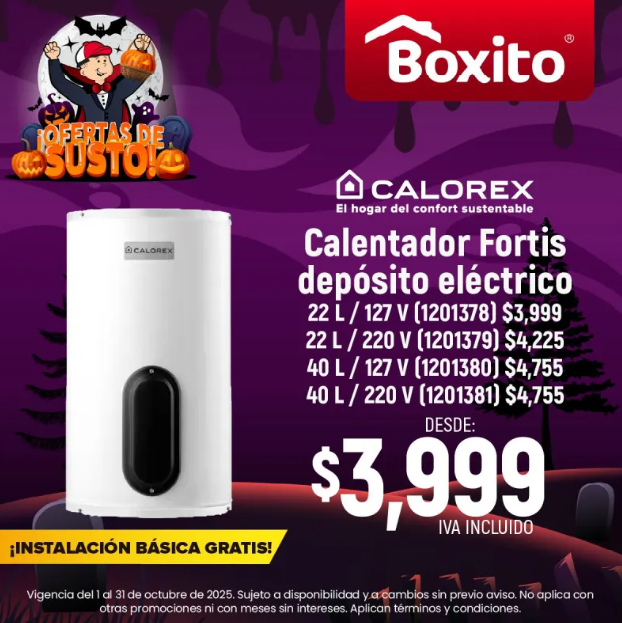 ¡OFERTAS DE
SUSTO!
Boxito®
CALOREX
El hogar del confort sustentable
CALOREX
Calentador Fortis
depósito eléctrico
22 L / 127 V (1201378) $3,999
22 L / 220 V (1201379) $4,225
40 L / 127 V (1201380) $4,755
40 L / 220 V (1201381) $4,755
DESDE:
$3,999
IVA INCLUIDO
¡INSTALACIÓN BÁSICA GRATIS!
Vigencia del 1 al 31 de octubre de 2025. Sujeto a disponibilidad y a cambios sin previo aviso. No aplica con
otras promociones ni con meses sin intereses. Aplican términos y condiciones.